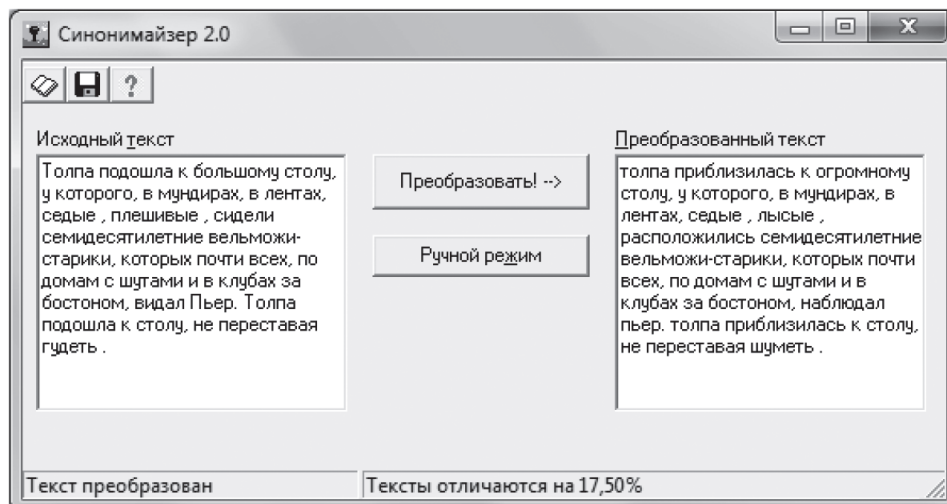 Синонимайзер 2.0
?
Исходный текст
Толпа подошла к большому столу,
у которого, в мундирах, в лентах,
седые , плешивые , сидели
семидесятилетние вельможи-
старики, которых почти всех, по
домам с шутами и в клубах за
бостоном, видал Пьер. Толпа
подошла к столу, не переставая
гудеть .
Преобразовать! -->
Ручной режим
Преобразованный текст
толпа приблизилась к огромному
столу, у которого, в мундирах, в
лентах, седые , лысые ,
расположились семидесятилетние
вельможи-старики, которых почти
всех, по домам с шутами и в
клубах за бостоном, наблюдал
пьер. толпа приблизилась к столу,
не переставая шуметь .
Текст преобразован
Тексты отличаются на 17,50%